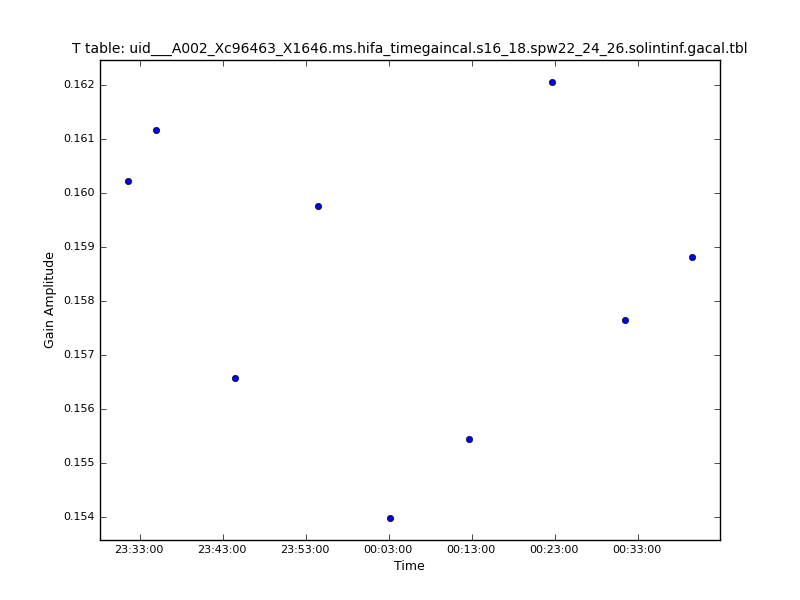 T table: uid___A002_Xc96463_X1646.ms.hifa_timegaincal.s16_18.spw22_24_26.solintinf.gacal.tbl
0.162
0.161
0.160
0.159
0.158
0.157
0.156
0.155
0.154
Gain Amplitude
23:33:00 23:43:00 23:53:00 00:03:00 00:13:00 00:23:00 00:33:00
Time